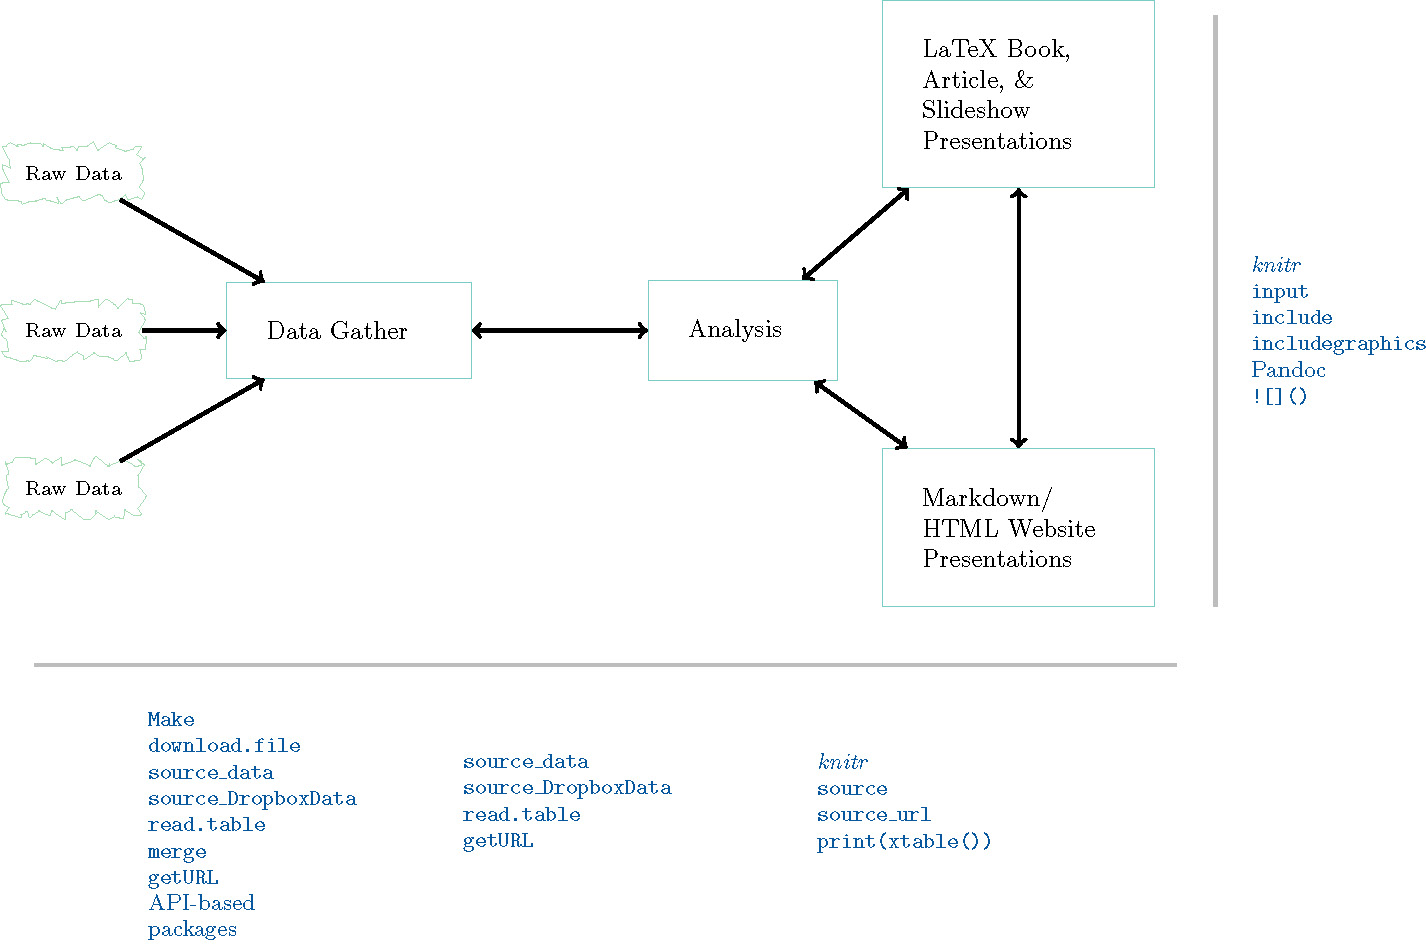 LaTeX Book,
Article, &
Slideshow
Presentations
Raw Data
Raw Data
Raw Data
Data Gather
Analysis
Markdown/
HTML Website
Presentations
knitr
input
include
includegraphics
Pandoc
![]()
Make
download.file
source_data
source_DropboxData
read.table
merge
getURL
API-based
packages
source_data
source_DropboxData
read.table
getURL
knitr
source
source_url
print(xtable())